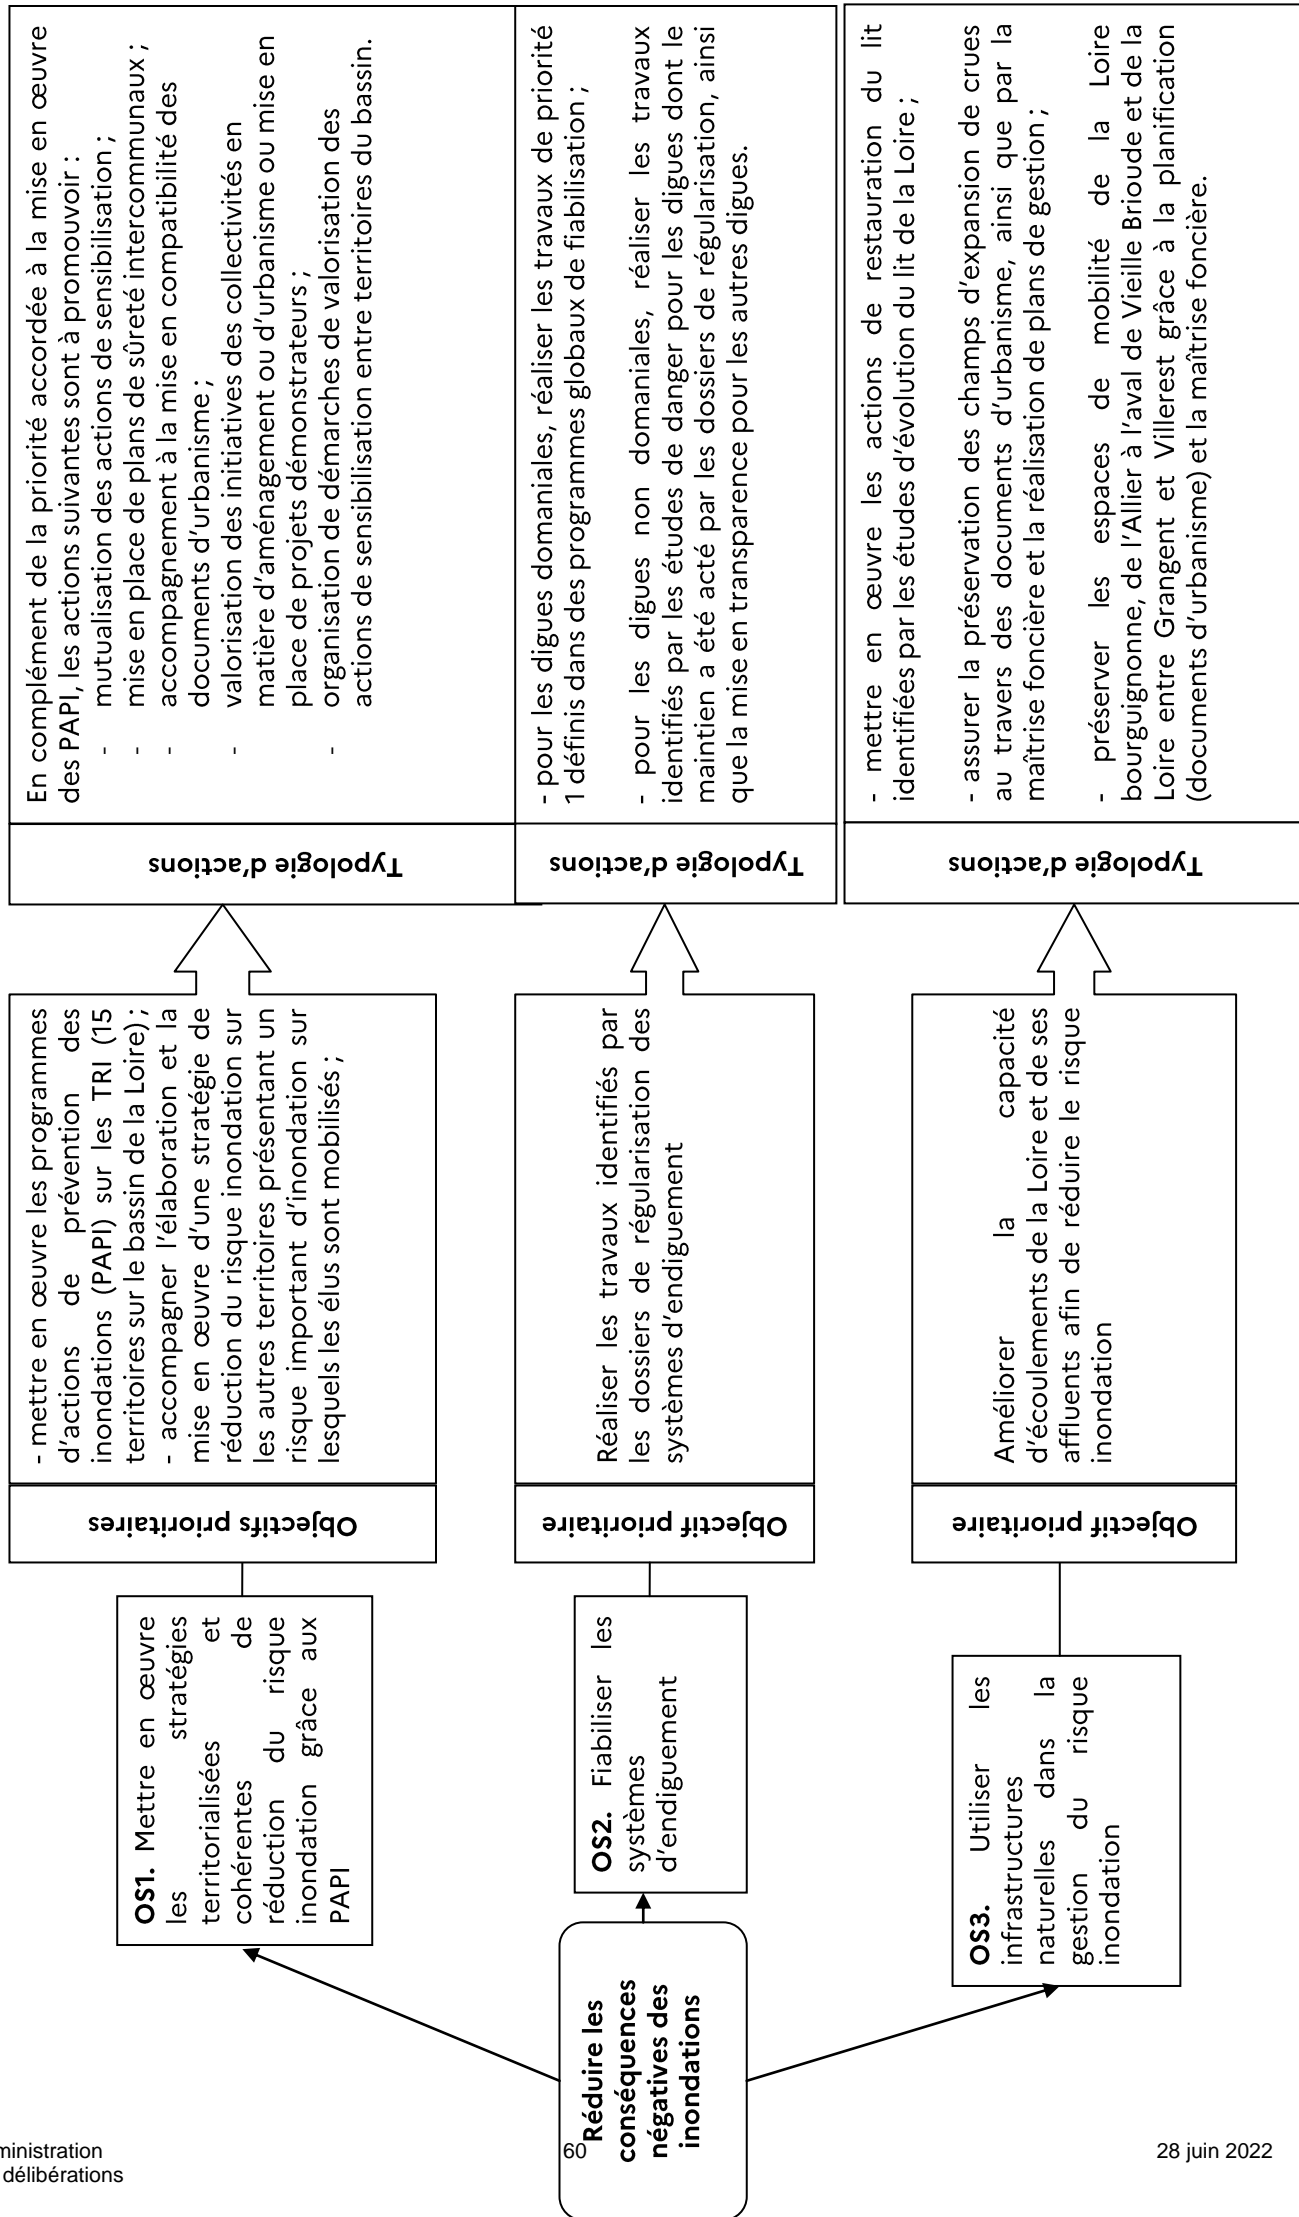 Réduire les
conséquences
négatives des
inondations
OS1. Mettre en œuvre
les stratégies
territorialisées et
cohérentes de
réduction du risque
inondation grâce aux
PAPI
Objectifs prioritaires
- mettre en œuvre les programmes
d'actions de prévention des
inondations (PAPI) sur les TRI (15
territoires sur le bassin de la Loire) ;
- accompagner l'élaboration et la
mise en œuvre d'une stratégie de
réduction du risque inondation sur
les autres territoires présentant un
risque important d'inondation sur
lesquels les élus sont mobilisés ;
Typologie d'actions
En complément de la priorité accordée à la mise en œuvre
des PAPI, les actions suivantes sont à promouvoir :
- mutualisation des actions de sensibilisation ;
- mise en place de plans de sûreté intercommunaux ;
- accompagnement à la mise en compatibilité des
documents d'urbanisme ;
- valorisation des initiatives des collectivités en
matière d'aménagement ou d'urbanisme ou mise en
place de projets démonstrateurs ;
- organisation de démarches de valorisation des
actions de sensibilisation entre territoires du bassin.
OS2. Fiabiliser les
systèmes
d'endiguement
Objectif prioritaire
Réaliser les travaux identifiés par
les dossiers de régularisation des
systèmes d'endiguement
Typologie d'actions
- pour les digues domaniales, réaliser les travaux de priorité
1 définis dans des programmes globaux de fiabilisation ;
- pour les digues non domaniales, réaliser les travaux
identifiés par les études de danger pour les digues dont le
maintien a été acté par les dossiers de régularisation, ainsi
que la mise en transparence pour les autres digues.
OS3. Utiliser les
infrastructures
naturelles dans la
gestion du risque
inondation
Objectif prioritaire
Améliorer la capacité
d'écoulements de la Loire et de ses
affluents afin de réduire le risque
inondation
Typologie d'actions
- mettre en œuvre les actions de restauration du lit
identifiées par les études d'évolution du lit de la Loire ;
- assurer la préservation des champs d'expansion de crues
au travers des documents d'urbanisme, ainsi que par la
maîtrise foncière et la réalisation de plans de gestion ;
- préserver les espaces de mobilité de la Loire
bourguignonne, de l'Allier à l'aval de Vieille Brioude et de la
Loire entre Grangent et Villerest grâce à la planification
(documents d'urbanisme) et la maîtrise foncière.
ministration
délibérations
60
28 juin 2022